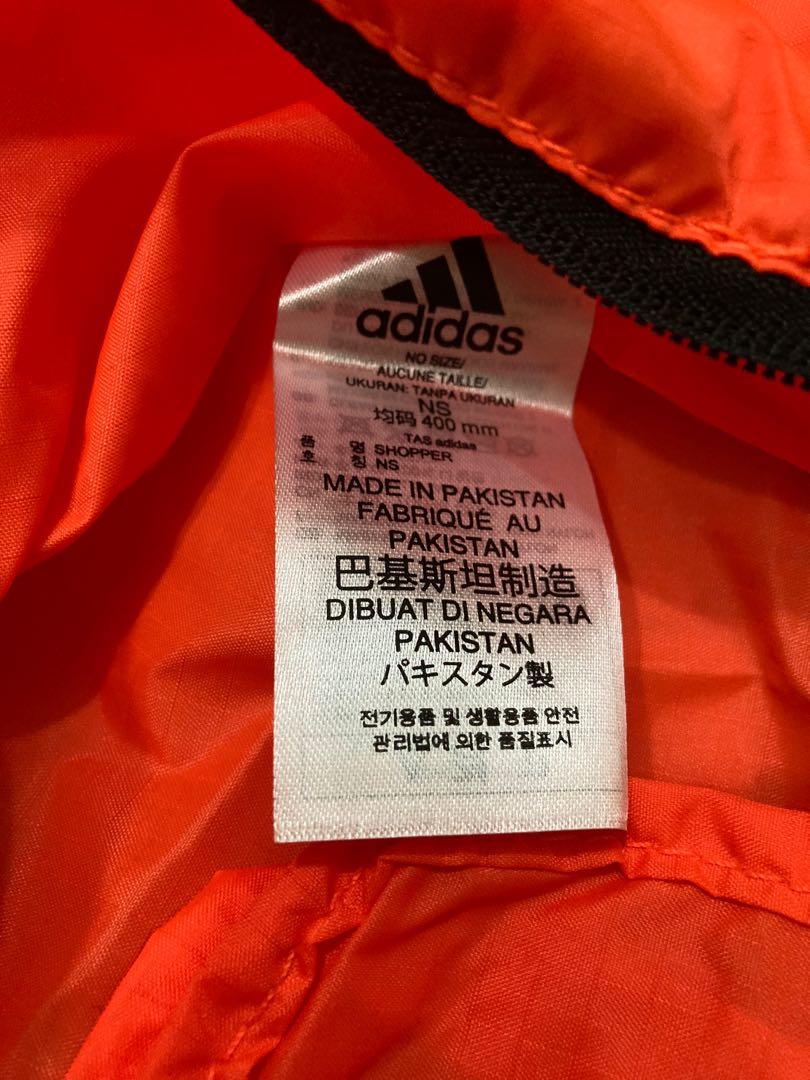 adidas
NO SIZE/
AUCUNE TAILLE/
UKURAN: TANPA UKURAN
NS
均码 400 mm
TAS adidas
품 명 SHOPPER
호 칭 NS
MADE IN PAKISTAN
FABRIQUÉ AU
PAKISTAN
巴基斯坦制造
DIBUAT DI NEGARA
PAKISTAN
パキスタン製
전기용품 및 생활용품 안전
관리법에 의한 품질표시